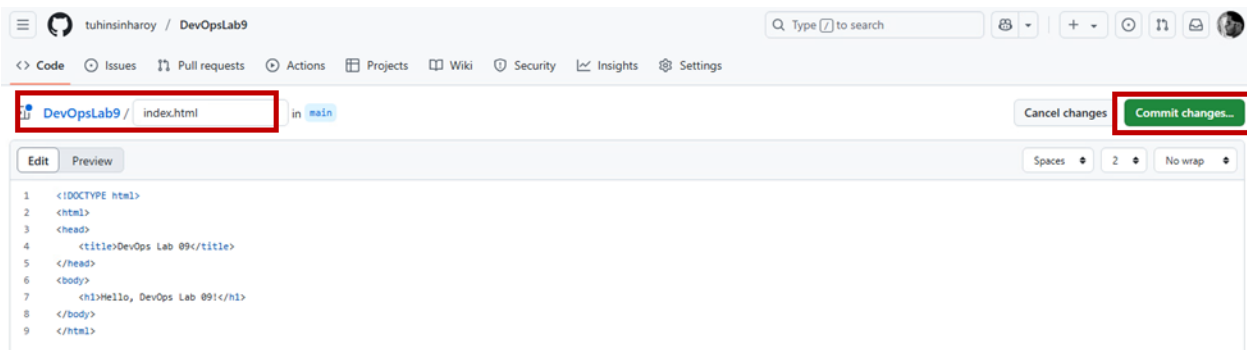 tuhinsinharoy / DevOpsLab9 Type / to search
Code Issues Pull requests Actions Projects Wiki Security Insights Settings
DevOpsLab9 / index.html in main Cancel changes Commit changes...
Edit Preview Spaces 2 No wrap
1 <!DOCTYPE html>
2 <html>
3 <head>
4 <title>DevOps Lab 09</title>
5 </head>
6 <body>
7 <h1>Hello, DevOps Lab 09!</h1>
8 </body>
9 </html>